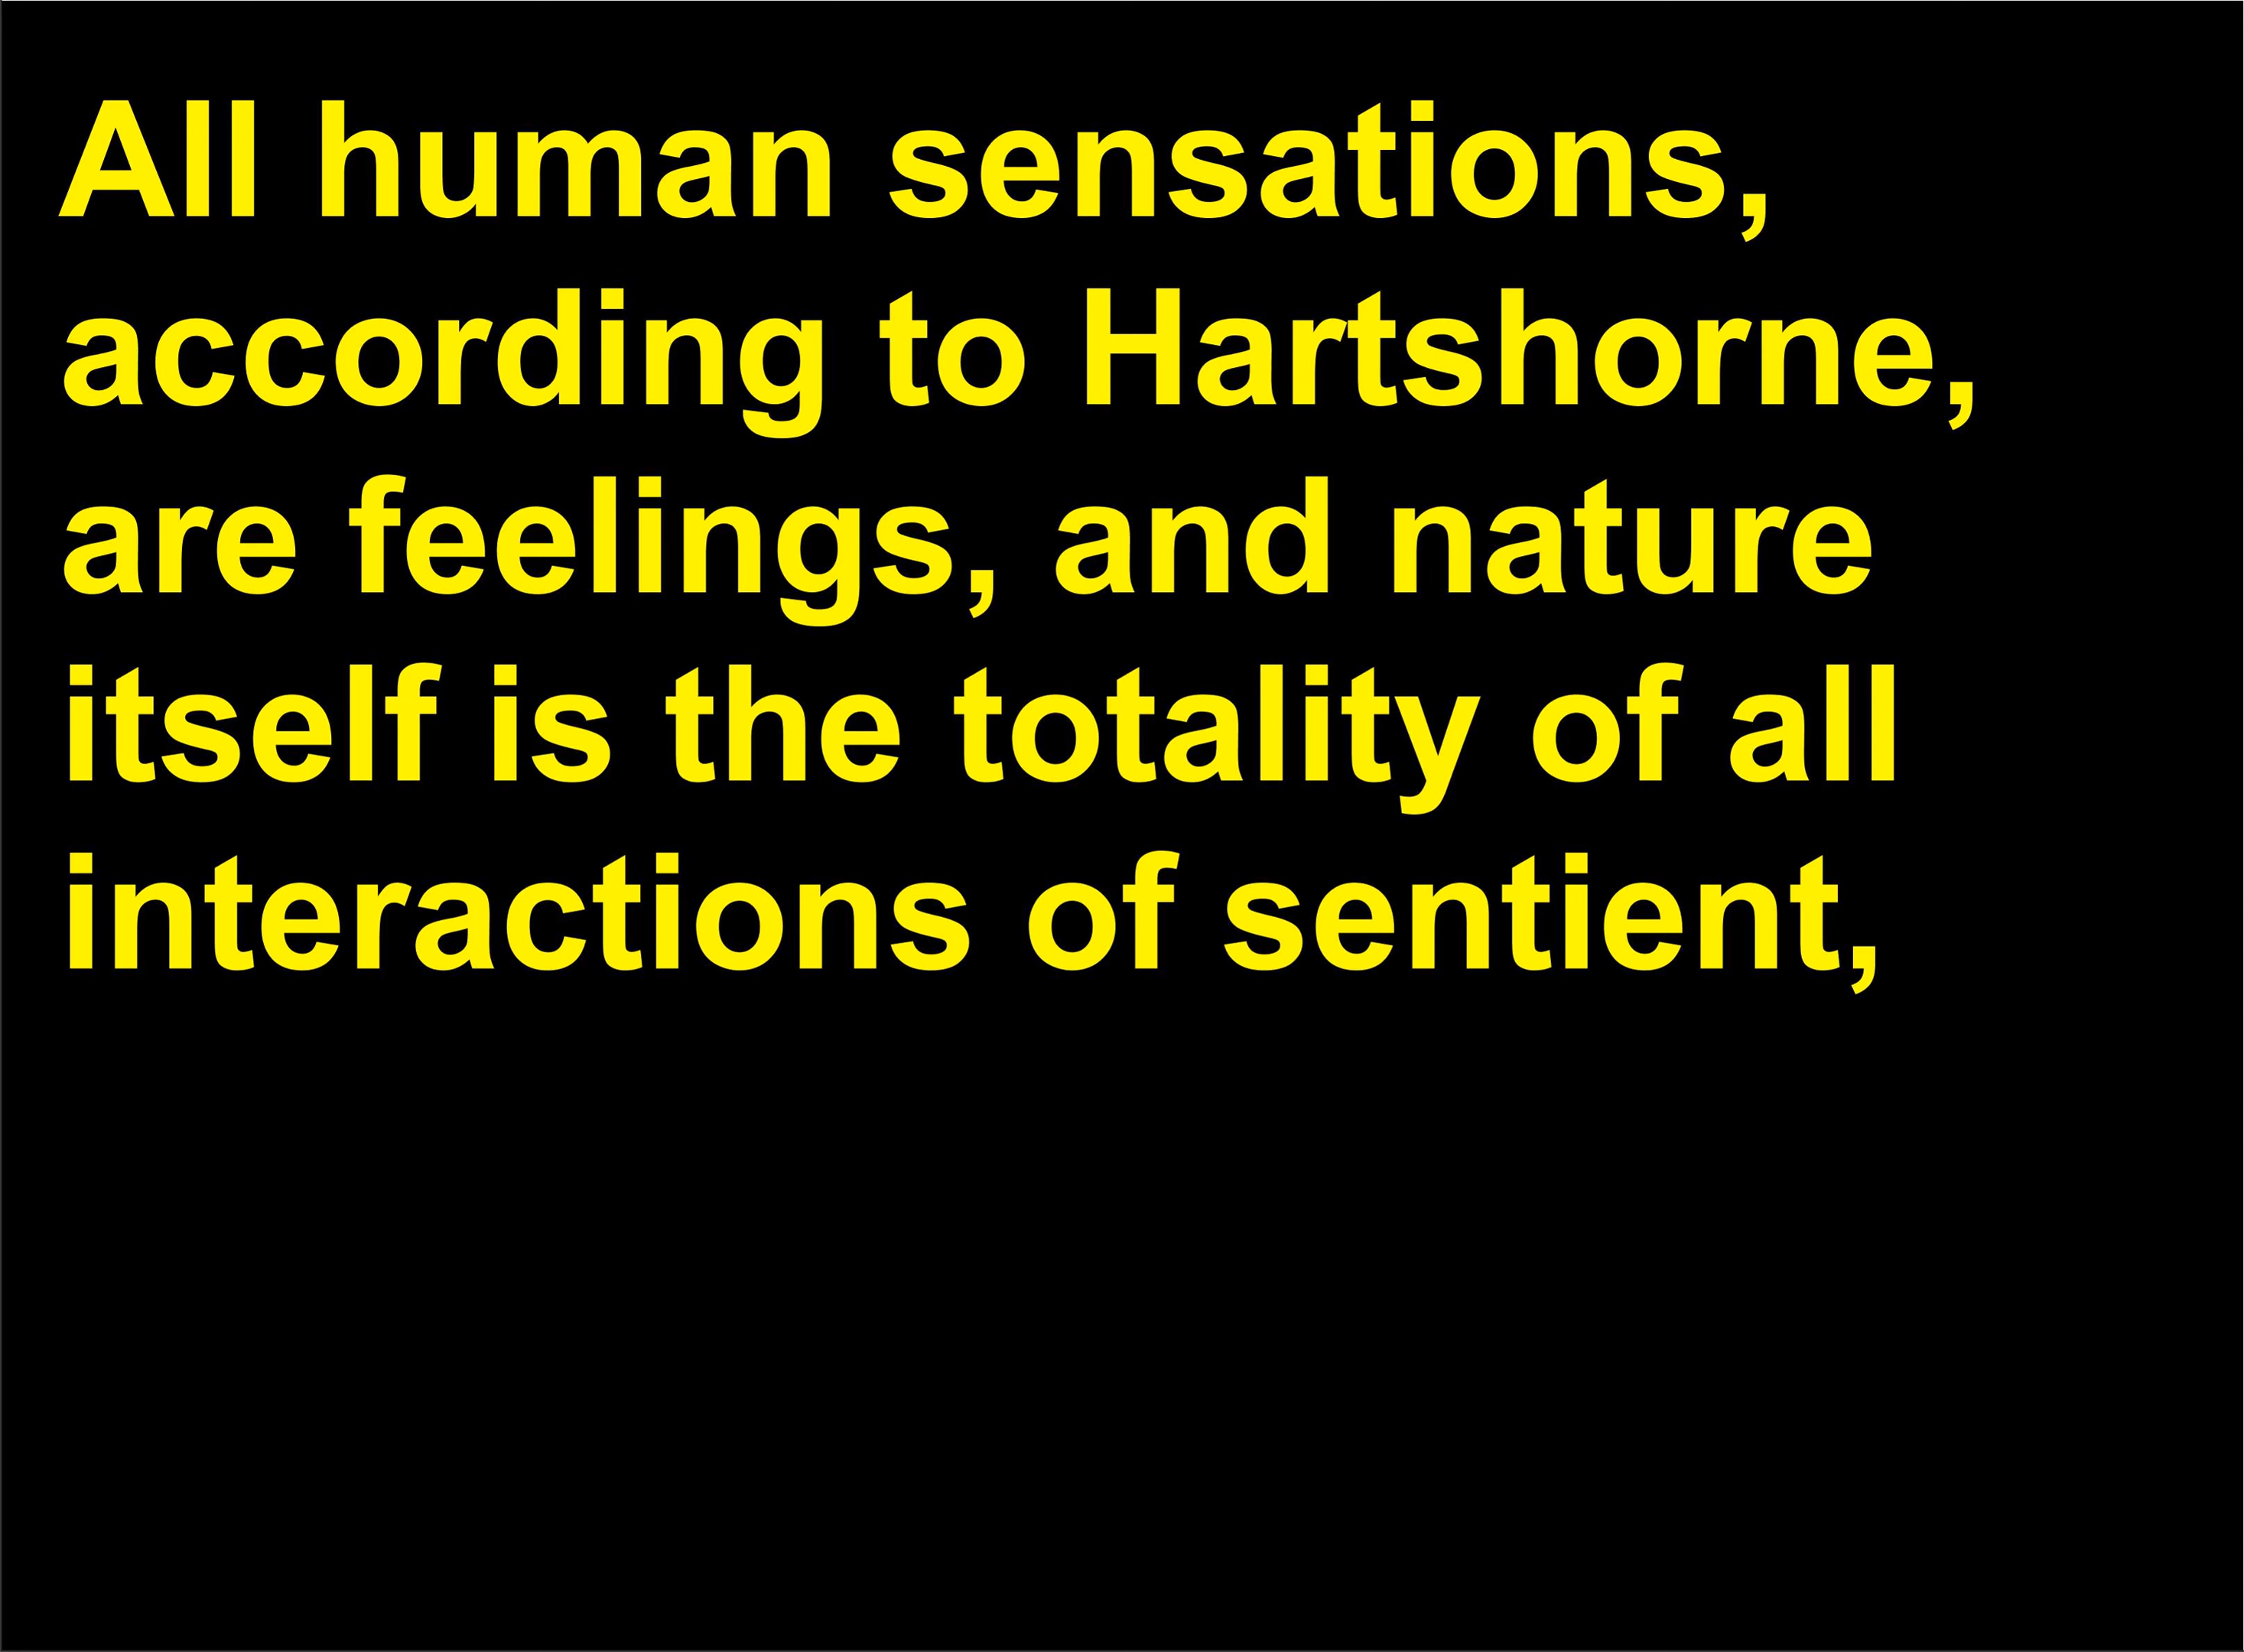 All human sensations,
according to Hartshorne,
are feelings, and nature
itself is the totality of all
interactions of sentient,